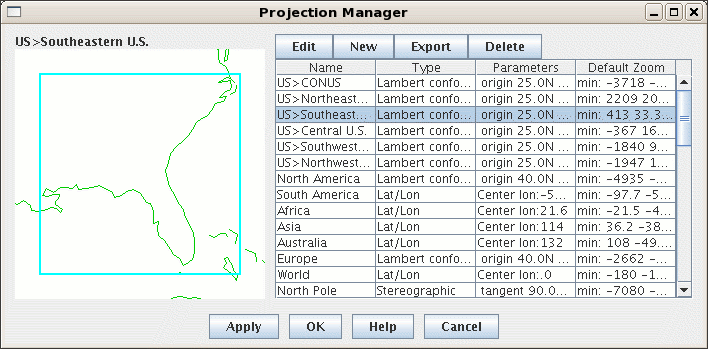 Projection Manager
US>Southeastern U.S.
Edit New Export Delete
Name Type Parameters Default Zoom
US>CONUS Lambert confo... origin 25.0N ... min: -3718 -...
US>Northeast... Lambert confo... origin 25.0N ... min: 2209 20...
US>Southeast... Lambert confo... origin 25.0N ... min: 413 33.3...
US>Central U.S. Lambert confo... origin 25.0N ... min: -367 16...
US>Southwest... Lambert confo... origin 25.0N ... min: -1840 9...
US>Northwest... Lambert confo... origin 25.0N ... min: -1947 1...
North America Lambert confo... origin 40.0N ... min: -4935 -...
South America Lat/Lon Center lon:-5... min: -97.7 -5...
Africa Lat/Lon Center lon:21.6 min: -21.5 -4...
Asia Lat/Lon Center lon:114 min: 36.2 -38...
Australia Lat/Lon Center lon:132 min: 108 -49...
Europe Lambert confo... origin 40.0N ... min: -2662 -...
World Lat/Lon Center lon:.0 min: -180 -1...
North Pole Stereographic tangent 90.0... min: -7080 -...
Apply OK Help Cancel